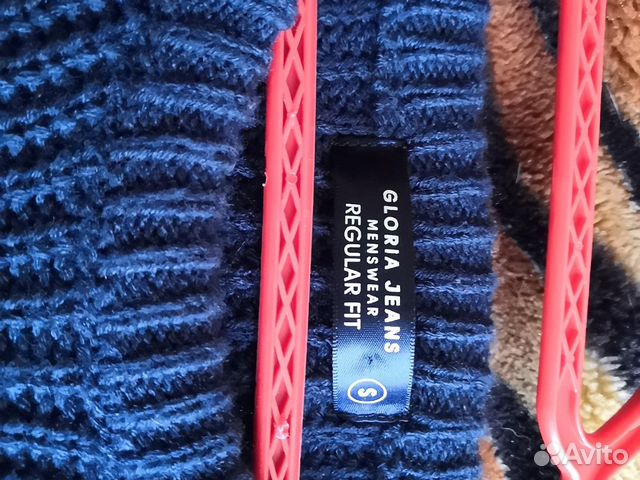 GLORIA JEANS
MENSWEAR
REGULAR FIT
S
Avito